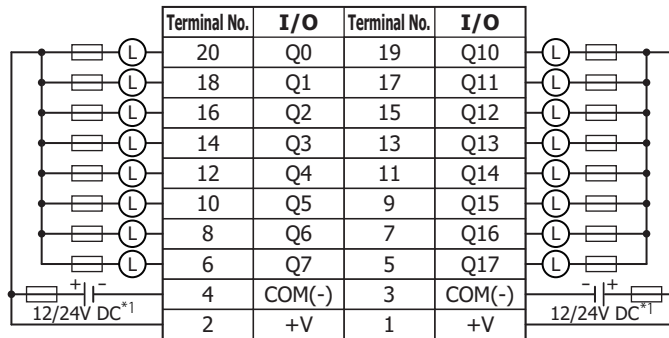 Terminal No. I/O Terminal No. I/O
L 20 Q0 19 Q10 L
L 18 Q1 17 Q11 L
L 16 Q2 15 Q12 L
L 14 Q3 13 Q13 L
L 12 Q4 11 Q14 L
L 10 Q5 9 Q15 L
L 8 Q6 7 Q16 L
L 6 Q7 5 Q17 L
+ − 4 COM(-) 3 COM(-) − +
12/24V DC*1 2 +V 1 +V 12/24V DC*1